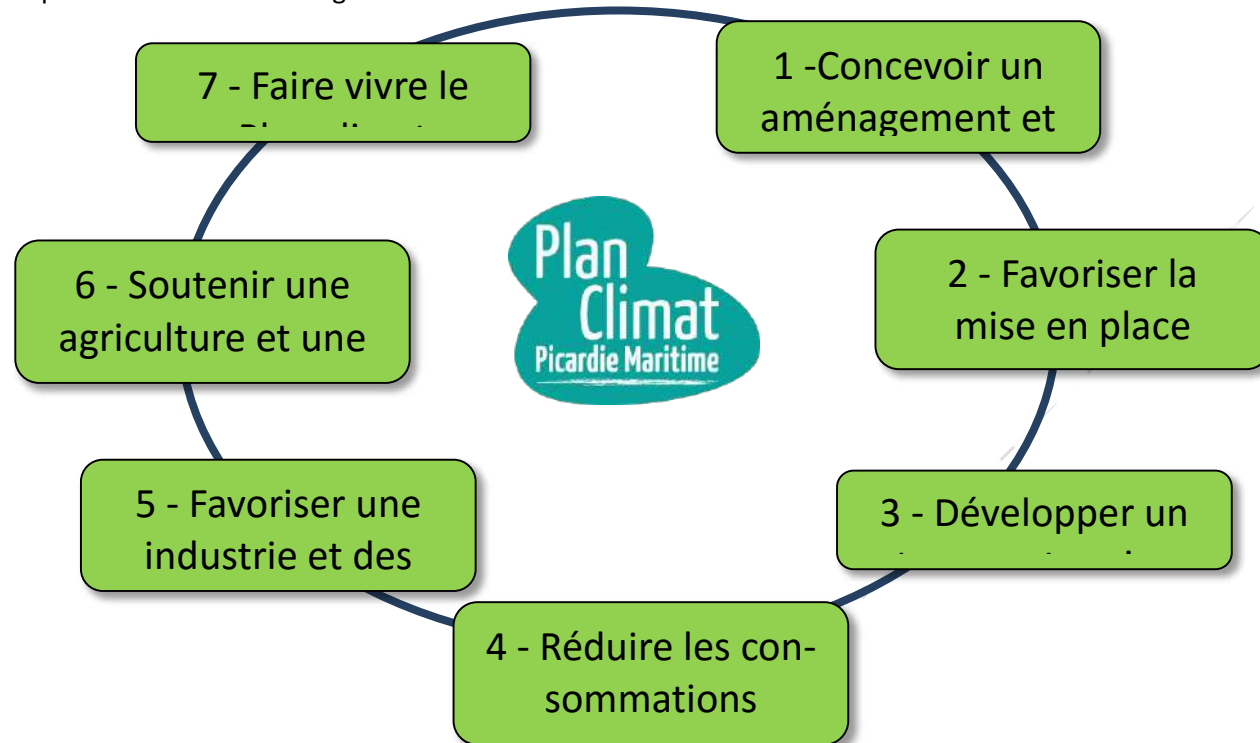 1 -Concevoir un
aménagement et
2 - Favoriser la
mise en place
3 - Développer un
4 - Réduire les con-
sommations
5 - Favoriser une
industrie et des
6 - Soutenir une
agriculture et une
7 - Faire vivre le
Plan
Climat
Picardie Maritime